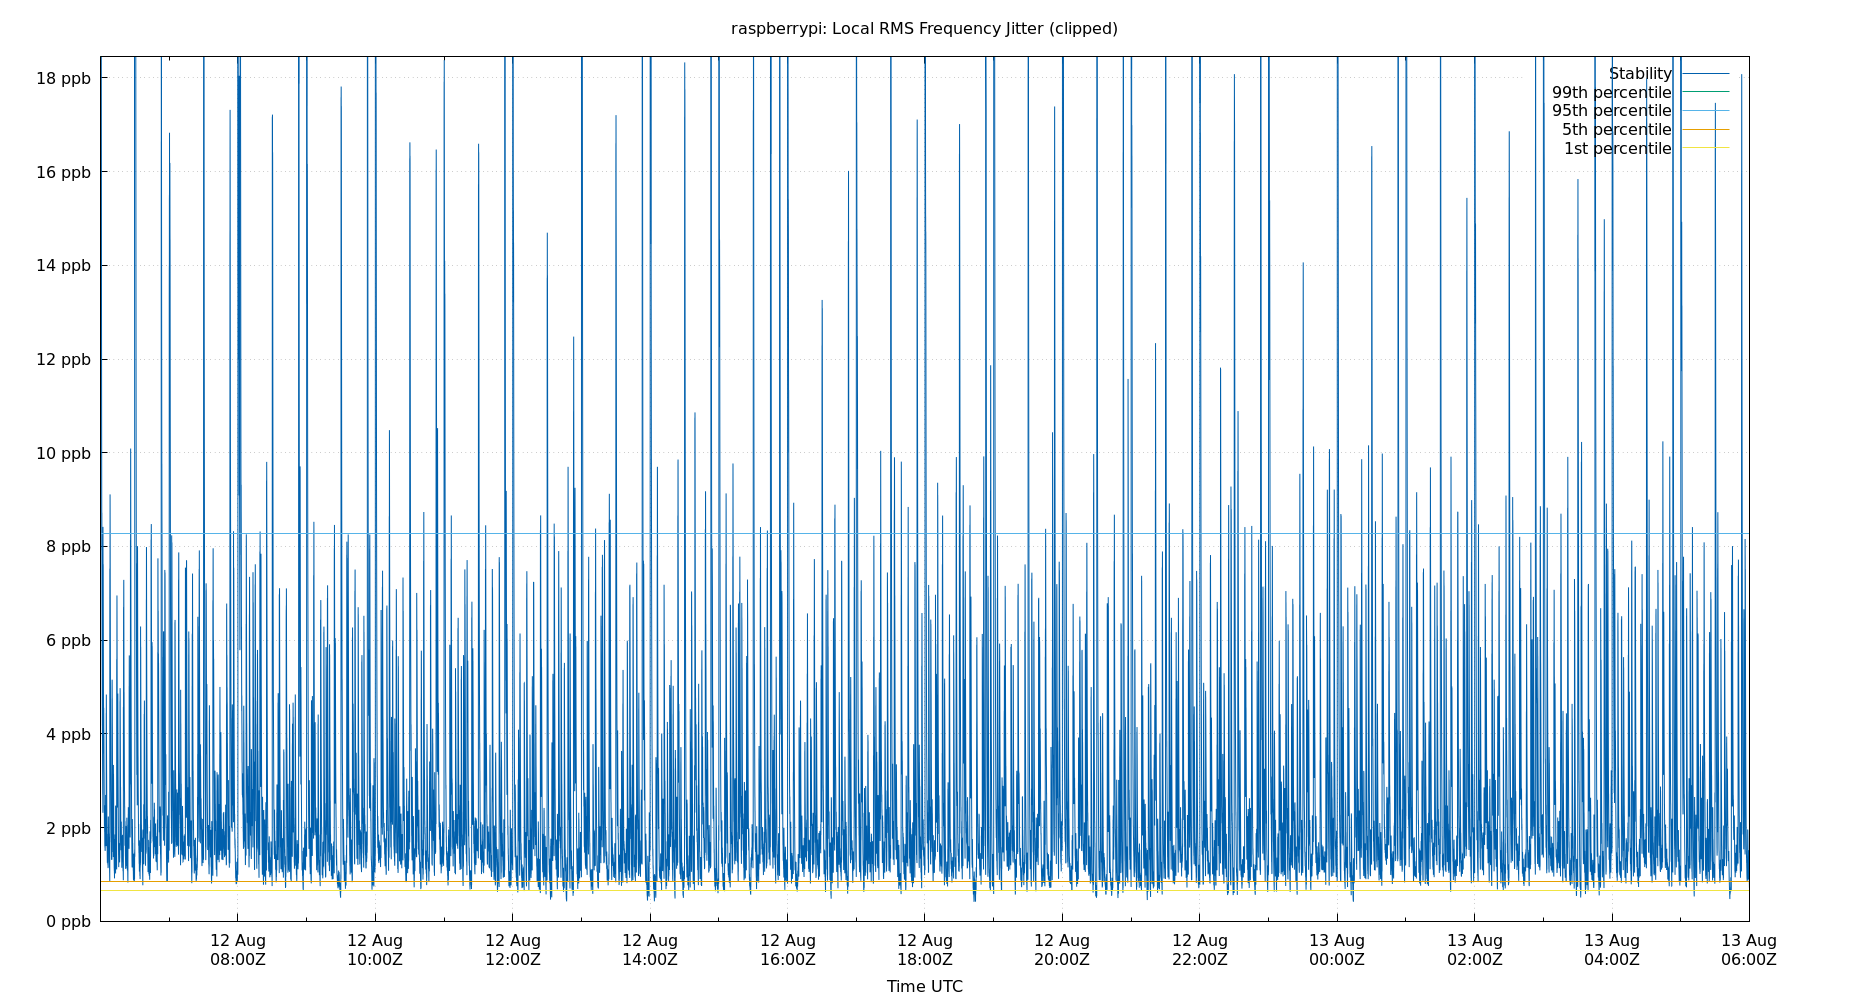 raspberrypi: Local RMS Frequency Jitter (clipped)
18 ppb
16 ppb
14 ppb
12 ppb
10 ppb
8 ppb
6 ppb
4 ppb
2 ppb
0 ppb
Stability
99th percentile
95th percentile
5th percentile
1st percentile
12 Aug 12 Aug 12 Aug 12 Aug 12 Aug 12 Aug 12 Aug 12 Aug 13 Aug 13 Aug 13 Aug 13 Aug
08:00Z 10:00Z 12:00Z 14:00Z 16:00Z 18:00Z 20:00Z 22:00Z 00:00Z 02:00Z 04:00Z 06:00Z
Time UTC